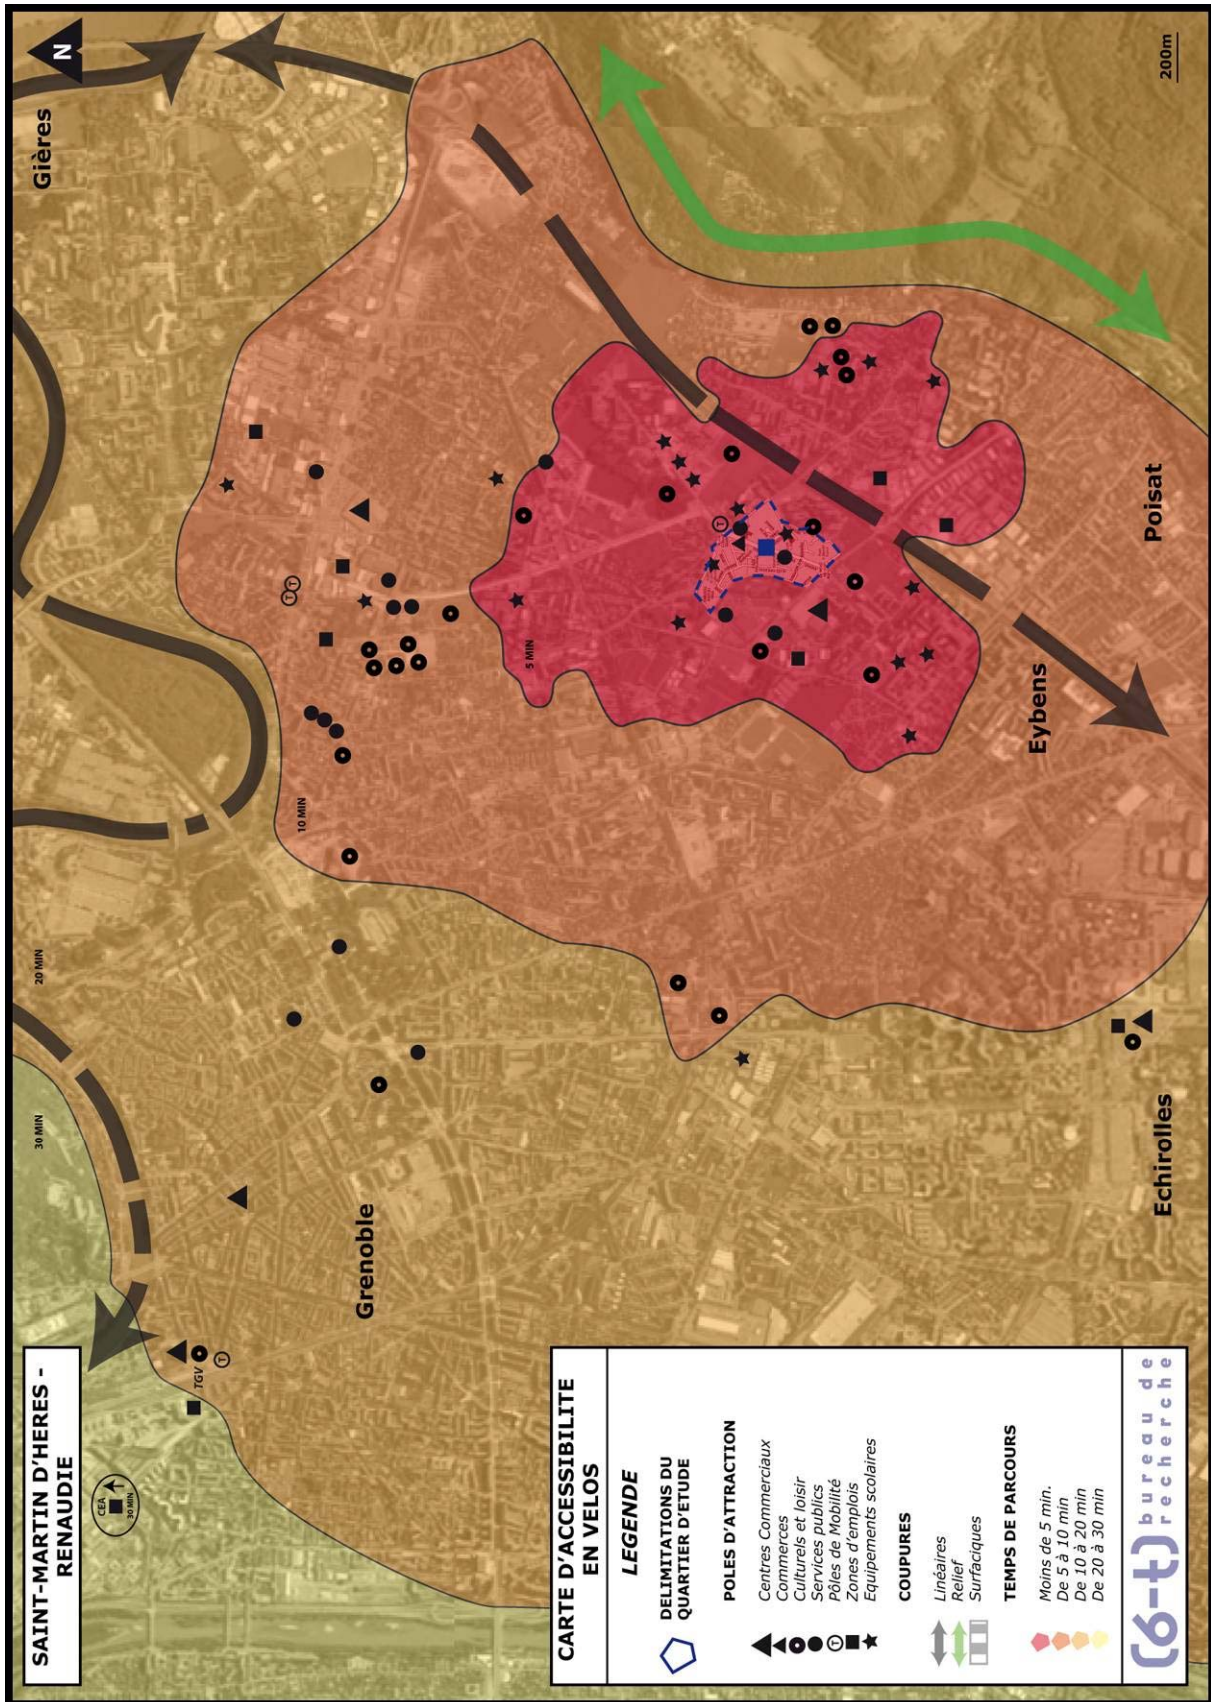 SAINT-MARTIN D'HERES -
RENAUDIE
CEA
30 MIN
TGV
T
30 MIN
20 MIN
10 MIN
5 MIN
T T
T
Grenoble
Gières
N
Echirolles
Eybens
Poisat
200m
CARTE D'ACCESSIBILITE
EN VELOS
LEGENDE
DELIMITATIONS DU
QUARTIER D'ETUDE
POLES D'ATTRACTION
Centres Commerciaux
Commerces
Culturels et loisir
Services publics
T Pôles de Mobilité
Zones d'emplois
Equipements scolaires
COUPURES
Linéaires
Relief
Surfaciques
TEMPS DE PARCOURS
Moins de 5 min.
De 5 à 10 min
De 10 à 20 min
De 20 à 30 min
(6-t)
bureau de
recherche